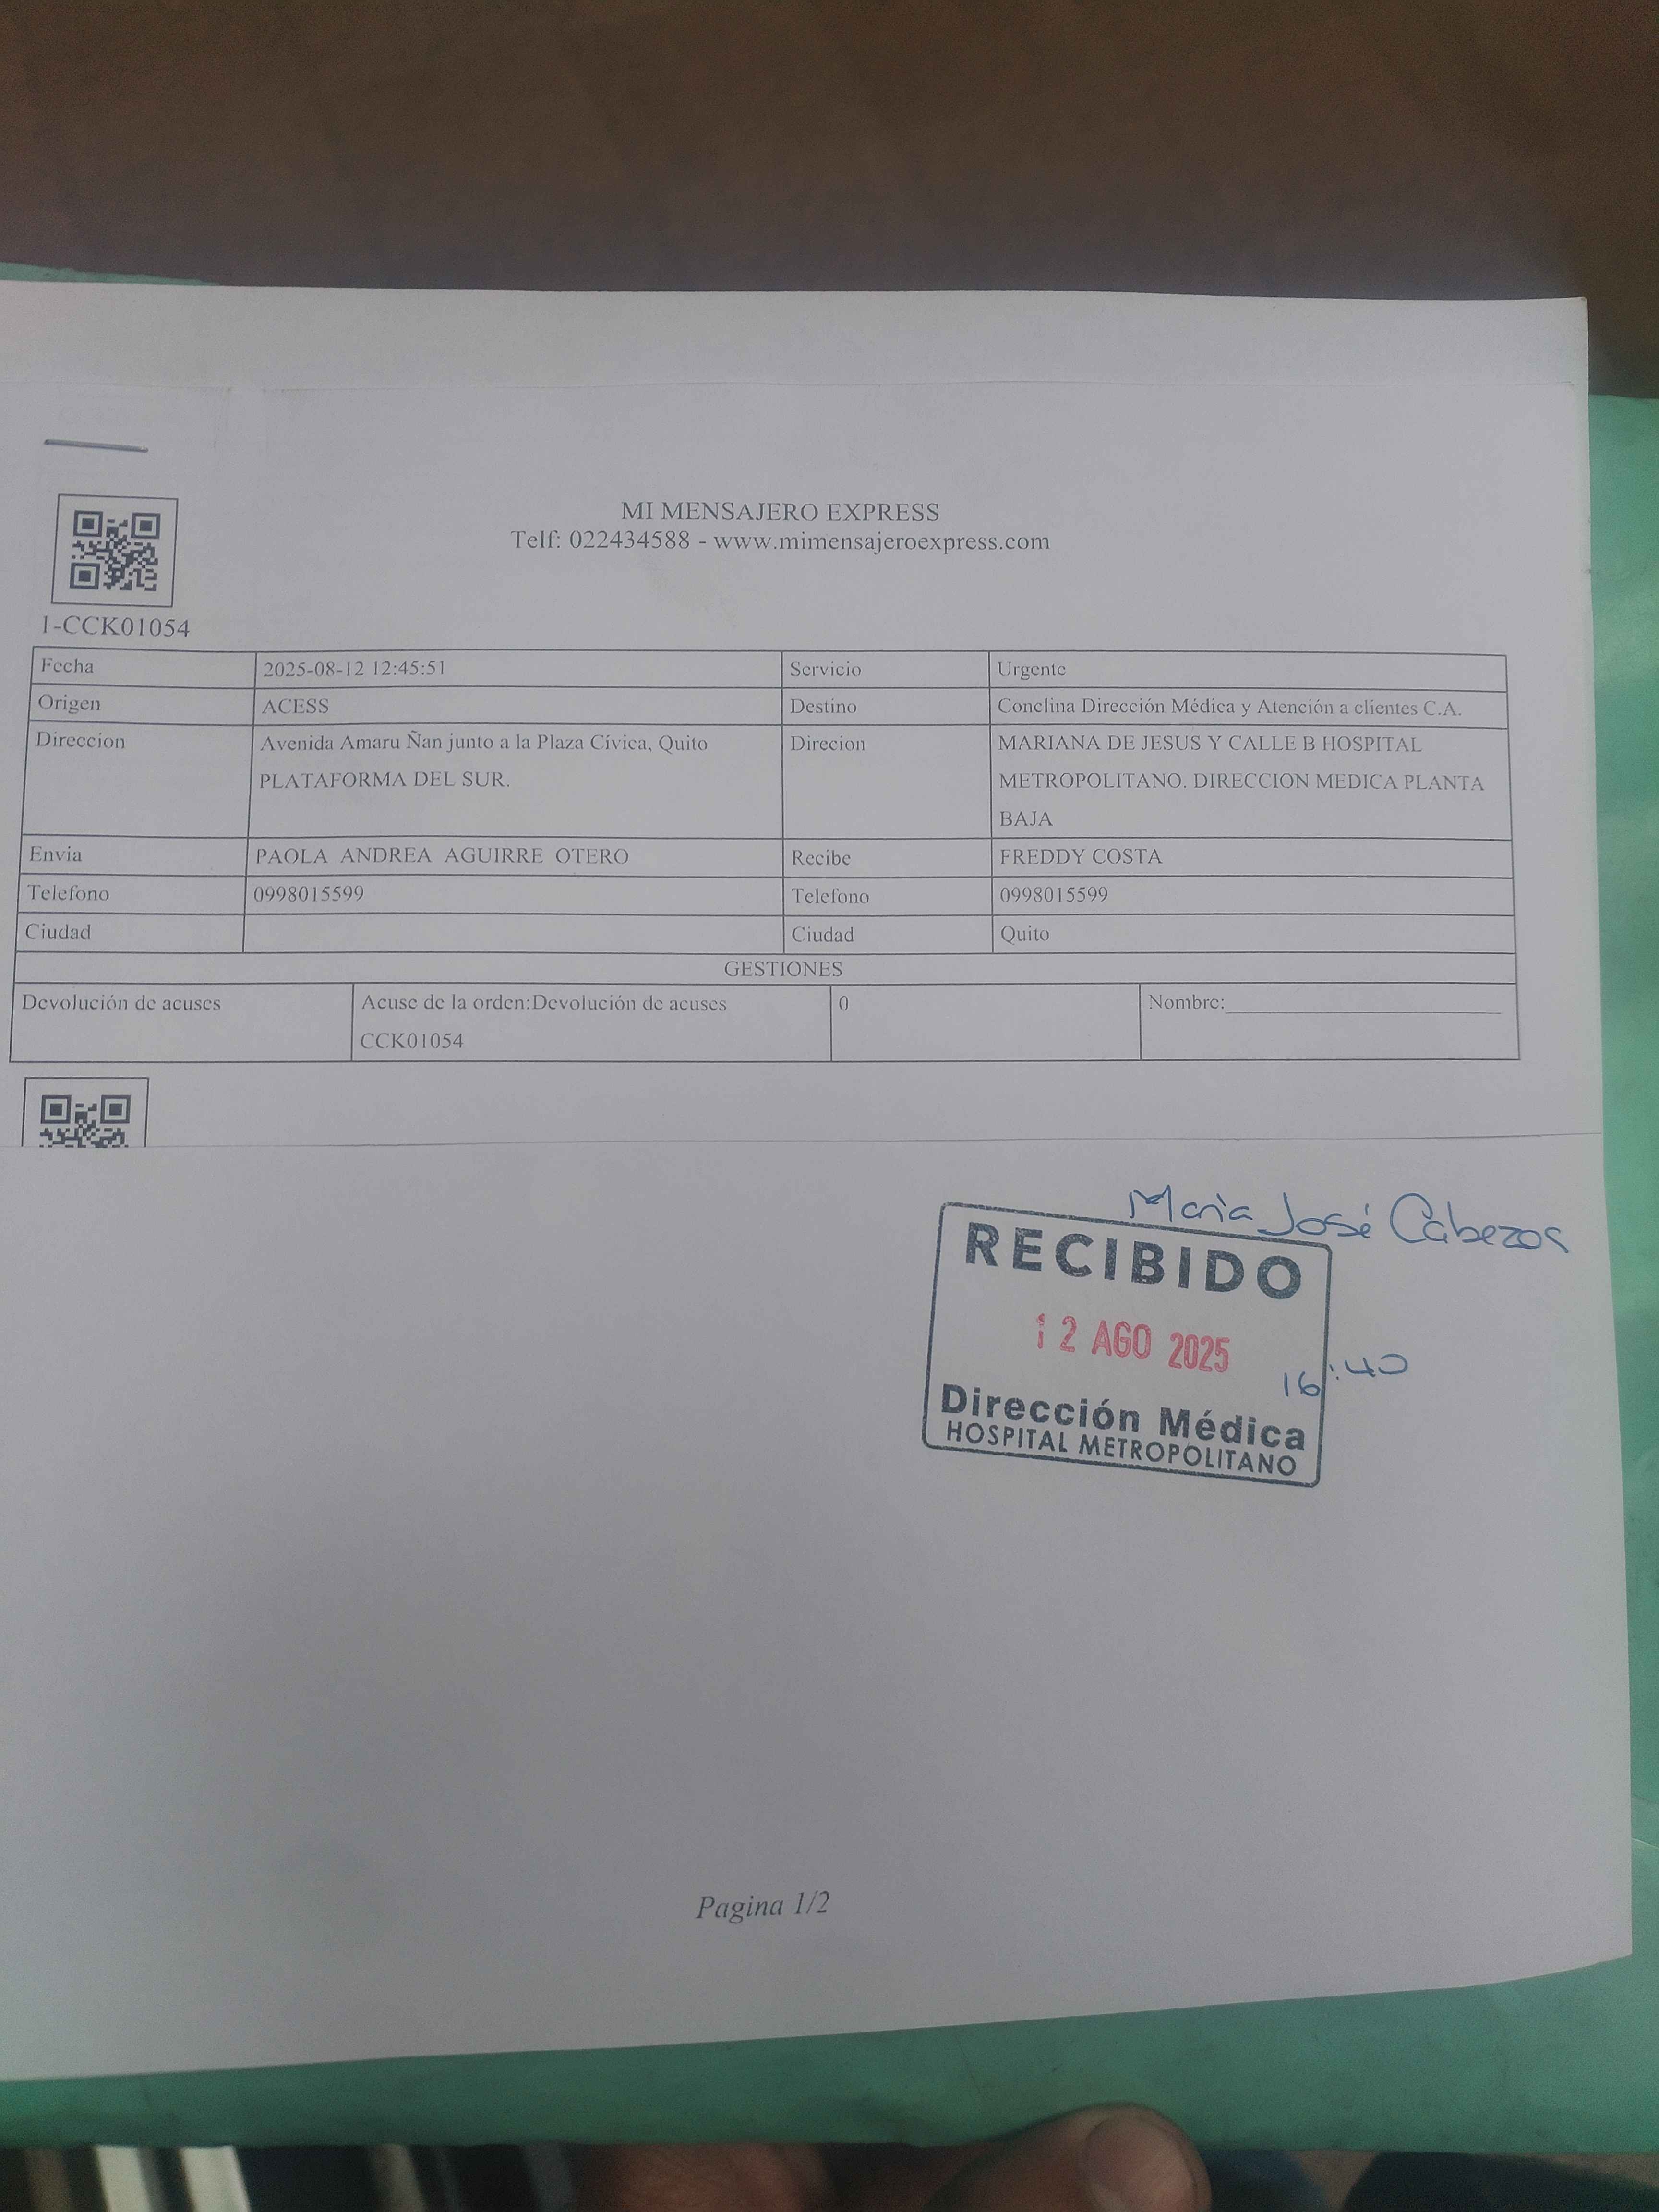 MI MENSAJERO EXPRESS
Telf: 022434588 - www.mimensajeroexpress.com
1-CCK01054
Fecha 2025-08-12 12:45:51 Servicio Urgente
Origen ACESS Destino Conclina Dirección Médica y Atención a clientes C.A.
Direccion Avenida Amaru Ñan junto a la Plaza Cívica, Quito Direcion MARIANA DE JESUS Y CALLE B HOSPITAL
PLATAFORMA DEL SUR. METROPOLITANO. DIRECCION MEDICA PLANTA
BAJA
Envia PAOLA ANDREA AGUIRRE OTERO Recibe FREDDY COSTA
Telefono 0998015599 Telefono 0998015599
Ciudad Ciudad Quito
GESTIONES
Devolución de acuses Acuse de la orden:Devolución de acuses 0 Nombre:
CCK01054
María José Cabezas
RECIBIDO
12 AGO 2025
16:40
Dirección Médica
HOSPITAL METROPOLITANO
Pagina 1/2